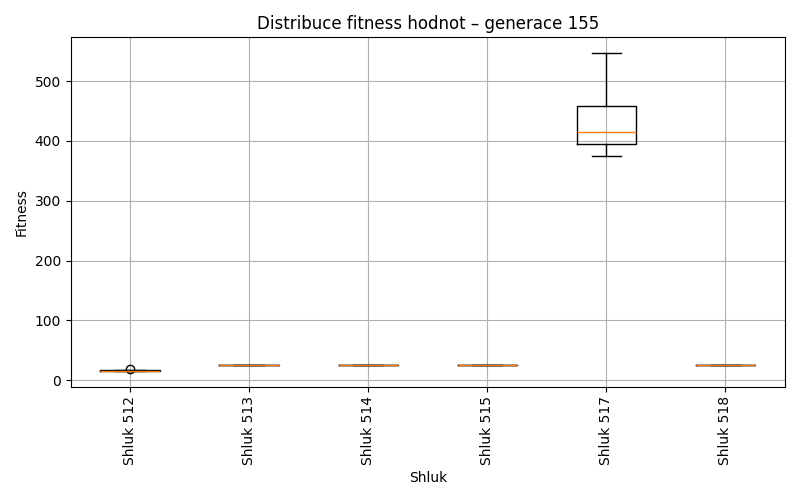 Distribuce fitness hodnot – generace 155
Fitness
500
400
300
200
100
0
Shluk 512
Shluk 513
Shluk 514
Shluk 515
Shluk 517
Shluk 518
Shluk